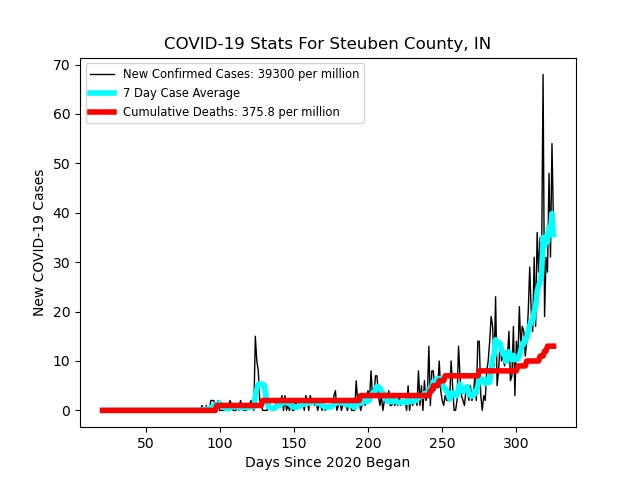 COVID-19 Stats For Steuben County, IN
New Confirmed Cases: 39300 per million
7 Day Case Average
Cumulative Deaths: 375.8 per million
New COVID-19 Cases
70
60
50
40
30
20
10
0
50 100 150 200 250 300
Days Since 2020 Began